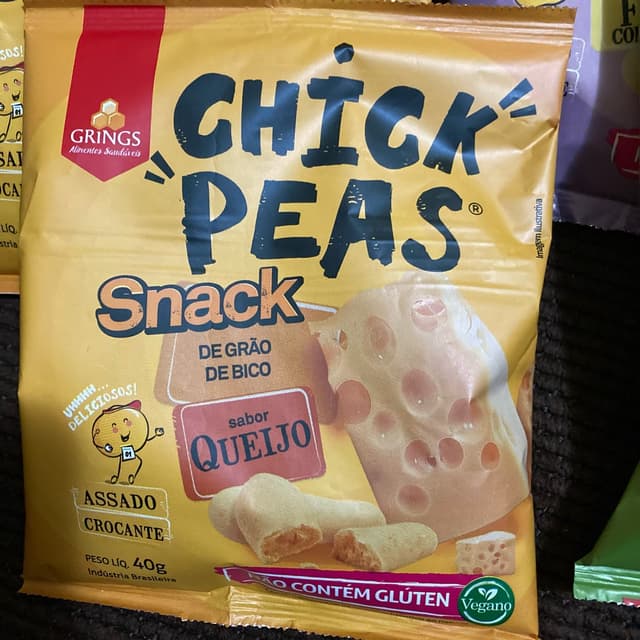 GRINGS
Alimentos Saudáveis
CHICK
PEAS®
Imagem Ilustrativa
Snack
DE GRÃO
DE BICO
sabor
QUEIJO
UHHHH...
DELICIOSOS!
ASSADO
CROCANTE
PESO LÍQ. 40g
Indústria Brasileira
NÃO CONTÉM GLÚTEN
Vegano